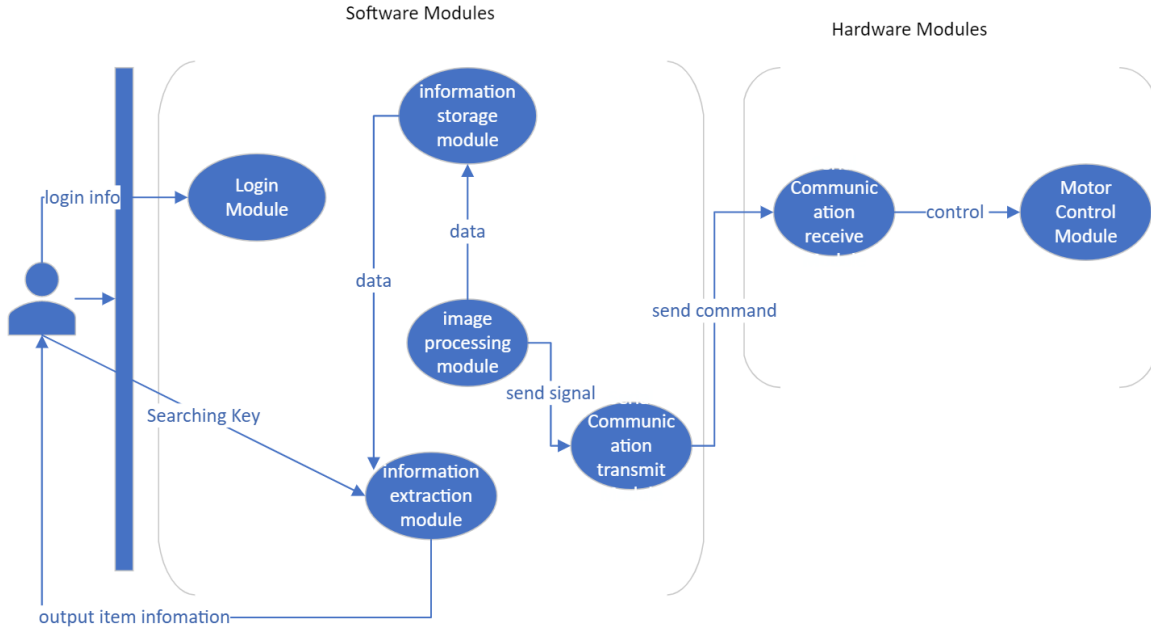 Software Modules
Hardware Modules
information
storage
module
Login
Module
login info
Communic
ation
receive
control
Motor
Control
Module
data
data
image
processing
module
send command
send signal
Searching Key
Communic
ation
transmit
information
extraction
module
output item infomation